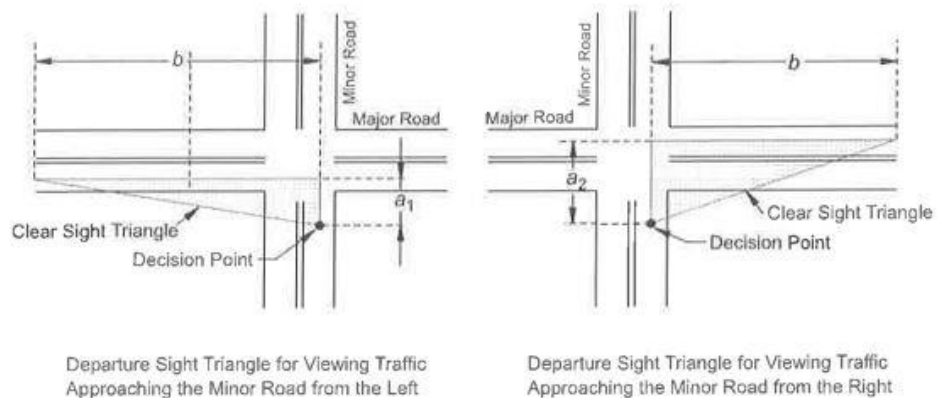 b
Minor Road
Major Road
a1
Clear Sight Triangle
Decision Point
Departure Sight Triangle for Viewing Traffic
Approaching the Minor Road from the Left
b
Minor Road
Major Road
a2
Clear Sight Triangle
Decision Point
Departure Sight Triangle for Viewing Traffic
Approaching the Minor Road from the Right